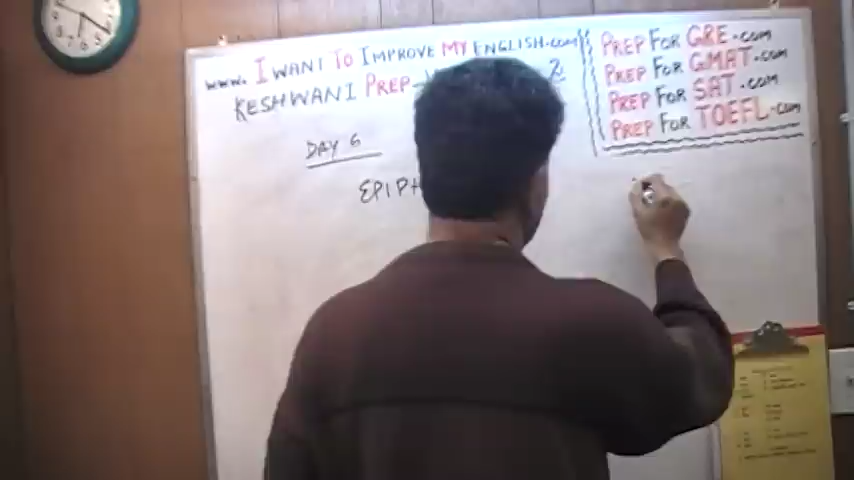 www. I WANT TO IMPROVE MY ENGLISH.com
KESHWANI PREP
2
DAY 6
EPIPH
PREP FOR GRE.com
PREP FOR GMAT.com
PREP FOR SAT.com
PREP FOR TOEFL.com